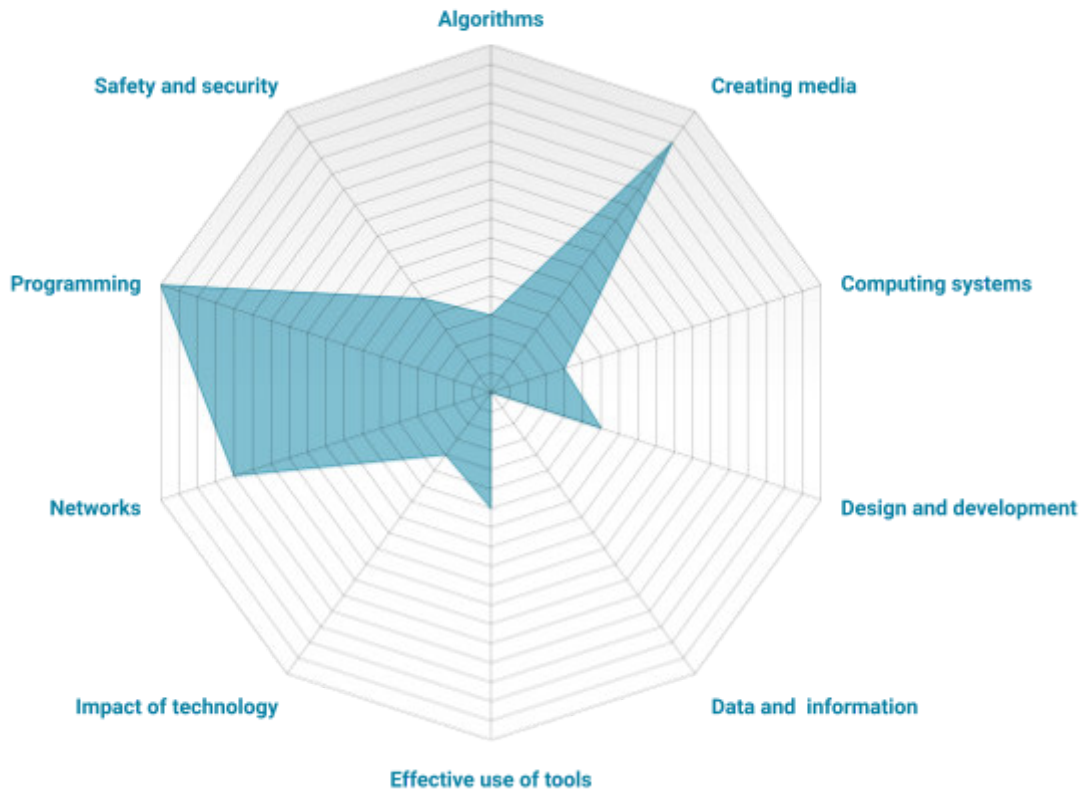 Algorithms
Safety and security
Creating media
Programming
Computing systems
Networks
Design and development
Impact of technology
Data and  information
Effective use of tools